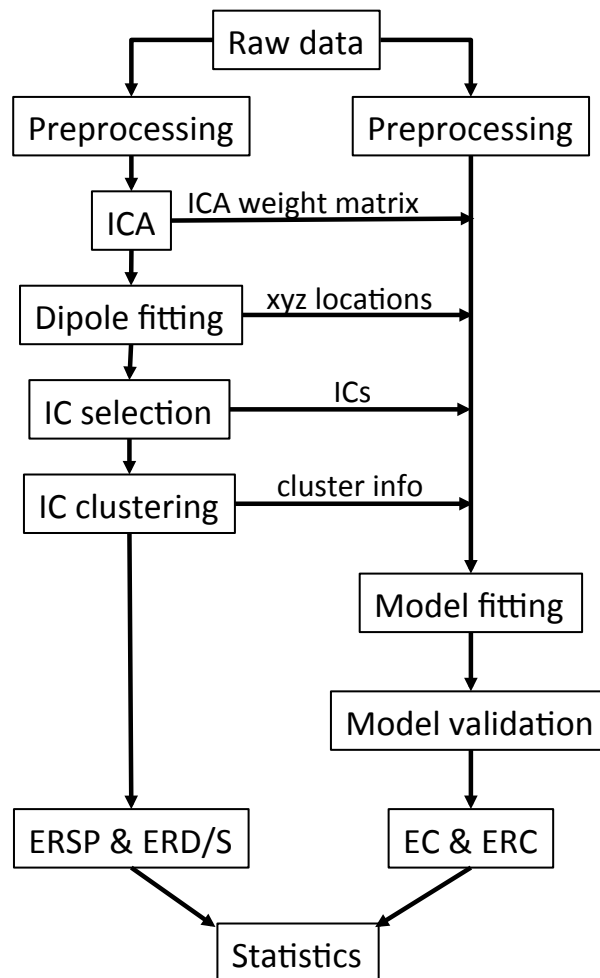 Raw data
Preprocessing
Preprocessing
ICA
ICA weight matrix
Dipole fitting
xyz locations
IC selection
ICs
IC clustering
cluster info
Model fitting
Model validation
ERSP & ERD/S
EC & ERC
Statistics